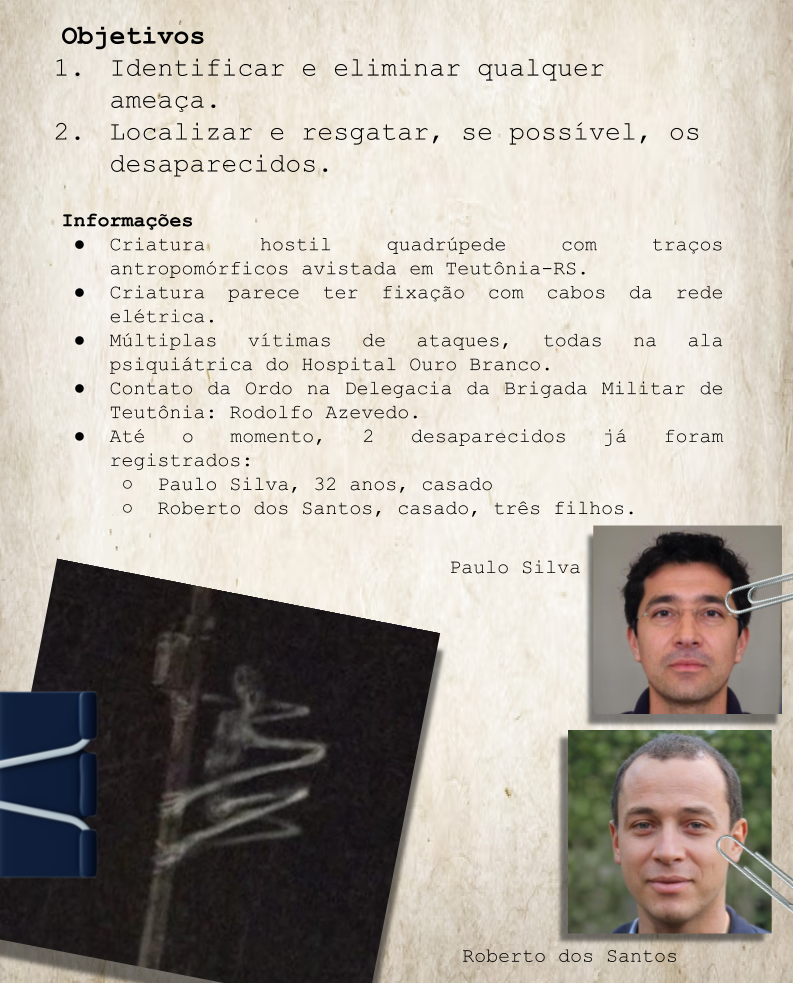 Objetivos
1. Identificar e eliminar qualquer
ameaça.
2. Localizar e resgatar, se possível, os
desaparecidos.
Informações
● Criatura hostil quadrúpede com traços
antropomórficos avistada em Teutônia-RS.
● Criatura parece ter fixação com cabos da rede
elétrica.
● Múltiplas vítimas de ataques, todas na ala
psiquiátrica do Hospital Ouro Branco.
● Contato da Ordo na Delegacia da Brigada Militar de
Teutônia: Rodolfo Azevedo.
● Até o momento, 2 desaparecidos já foram
registrados:
○ Paulo Silva, 32 anos, casado
○ Roberto dos Santos, casado, três filhos.
Paulo Silva
Roberto dos Santos